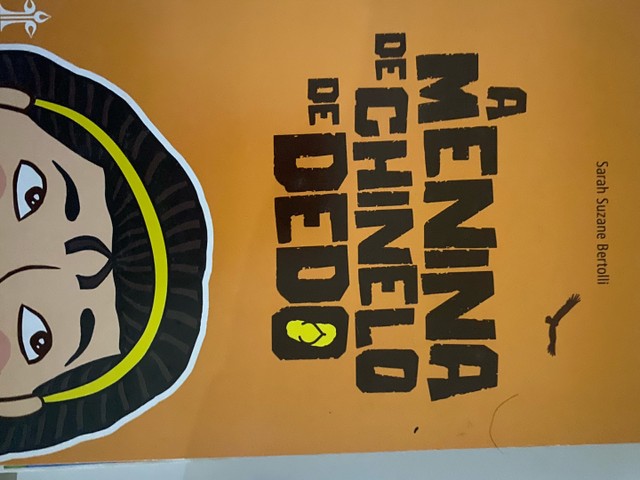 Sarah Suzane Bertolli
A
MENINA
DE CHINELO
DE DEDO